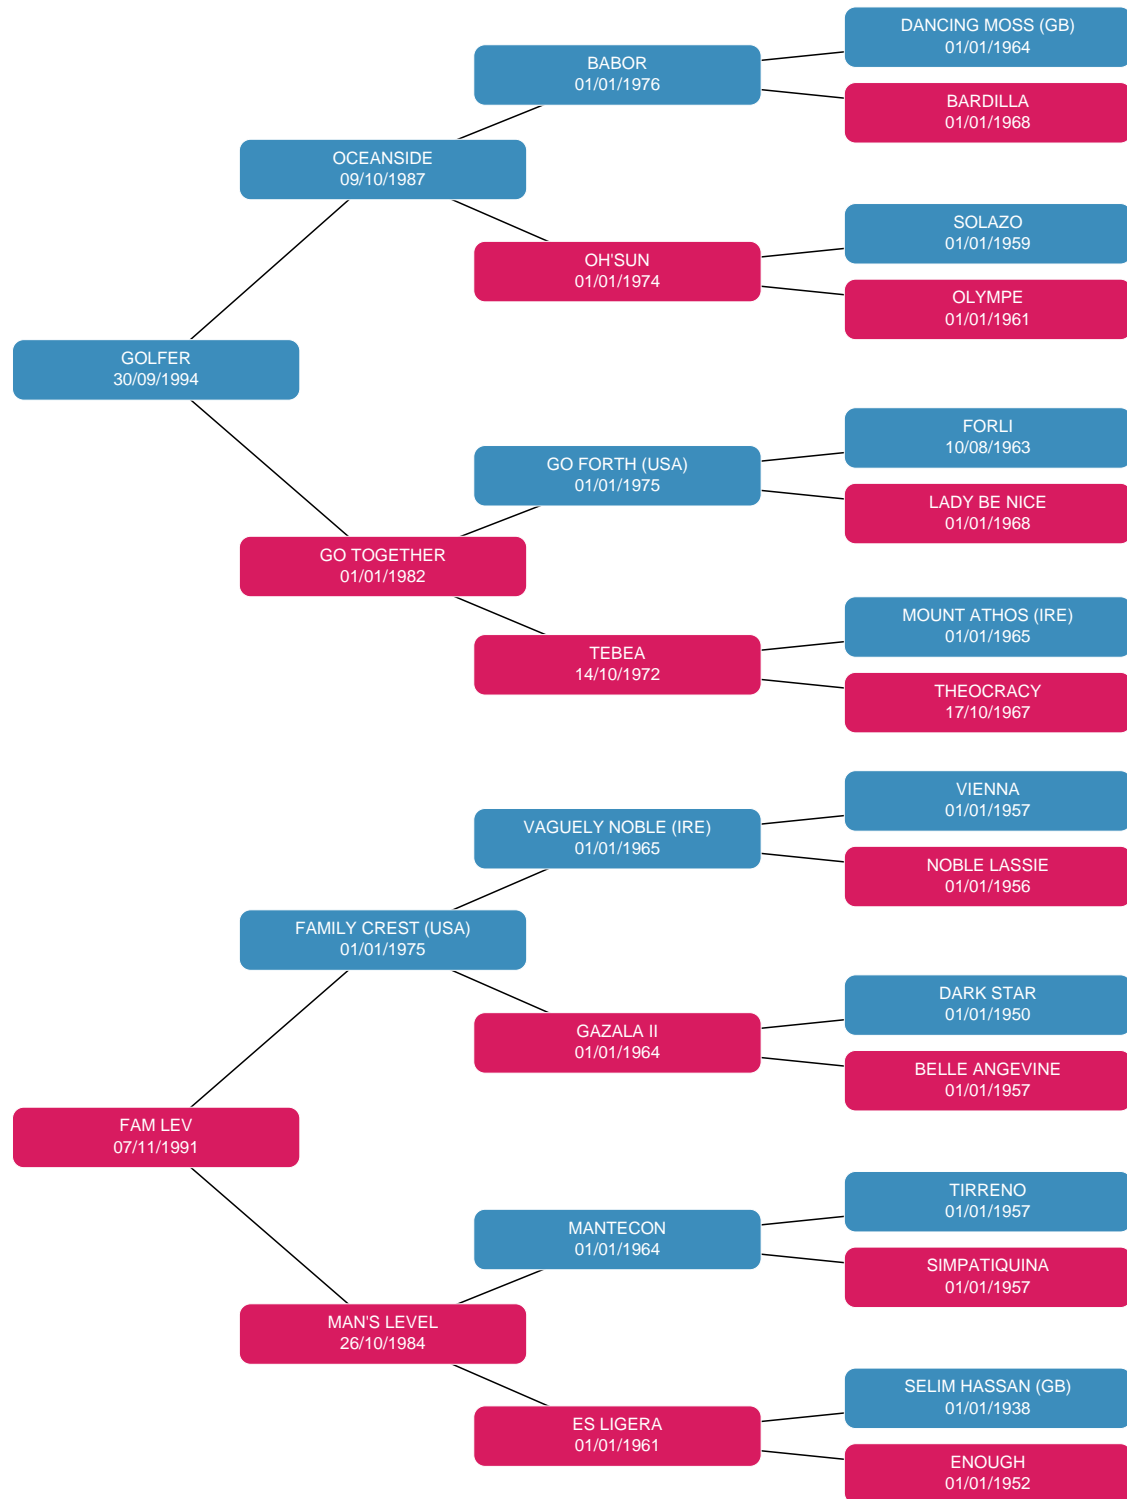 DANCING MOSS (GB)
01/01/1964
BABOR
01/01/1976
BARDILLA
01/01/1968
OCEANSIDE
09/10/1987
SOLAZO
01/01/1959
OH'SUN
01/01/1974
OLYMPE
01/01/1961
GOLFER
30/09/1994
FORLI
10/08/1963
GO FORTH (USA)
01/01/1975
LADY BE NICE
01/01/1968
GO TOGETHER
01/01/1982
MOUNT ATHOS (IRE)
01/01/1965
TEBEA
14/10/1972
THEOCRACY
17/10/1967
VIENNA
01/01/1957
VAGUELY NOBLE (IRE)
01/01/1965
NOBLE LASSIE
01/01/1956
FAMILY CREST (USA)
01/01/1975
DARK STAR
01/01/1950
GAZALA II
01/01/1964
BELLE ANGEVINE
01/01/1957
FAM LEV
07/11/1991
TIRRENO
01/01/1957
MANTECON
01/01/1964
SIMPATIQUINA
01/01/1957
MAN'S LEVEL
26/10/1984
SELIM HASSAN (GB)
01/01/1938
ES LIGERA
01/01/1961
ENOUGH
01/01/1952